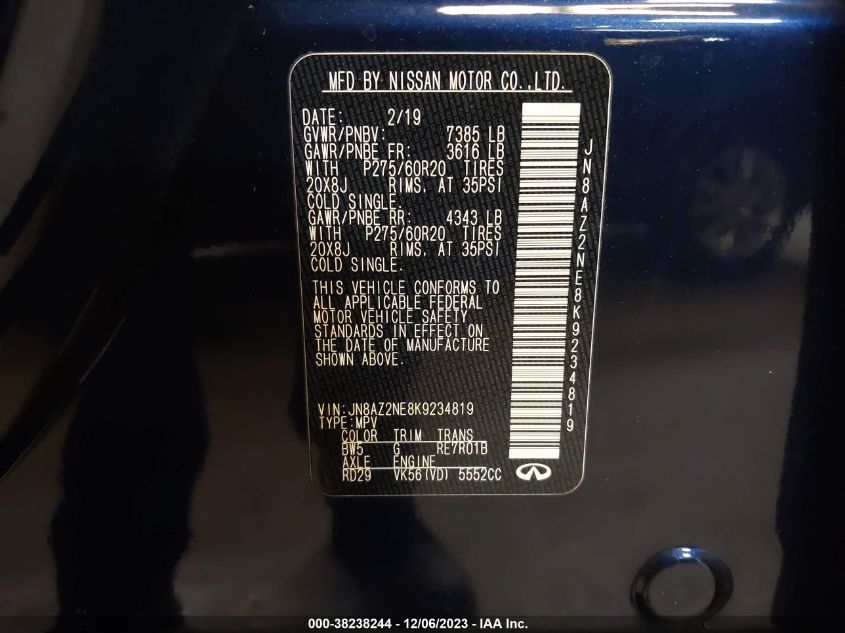 MFD BY NISSAN MOTOR CO.,LTD.
DATE: 2/19
GVWR/PNBV: 7385 LB
GAWR/PNBE FR: 3616 LB
WITH P275/60R20 TIRES
20X8J RIMS. AT 35PSI
COLD SINGLE.
GAWR/PNBE RR: 4343 LB
WITH P275/60R20 TIRES
20X8J RIMS. AT 35PSI
COLD SINGLE.
THIS VEHICLE CONFORMS TO
ALL APPLICABLE FEDERAL
MOTOR VEHICLE SAFETY
STANDARDS IN EFFECT ON
THE DATE OF MANUFACTURE
SHOWN ABOVE.
VIN:JN8AZ2NE8K9234819
TYPE:MPV
COLOR TRIM TRANS
BW5 G RE7R01B
AXLE ENGINE
RD29 VK56(VD) 5552CC
JN8AZ2NE8K9234819
000-38238244 - 12/06/2023 - IAA Inc.